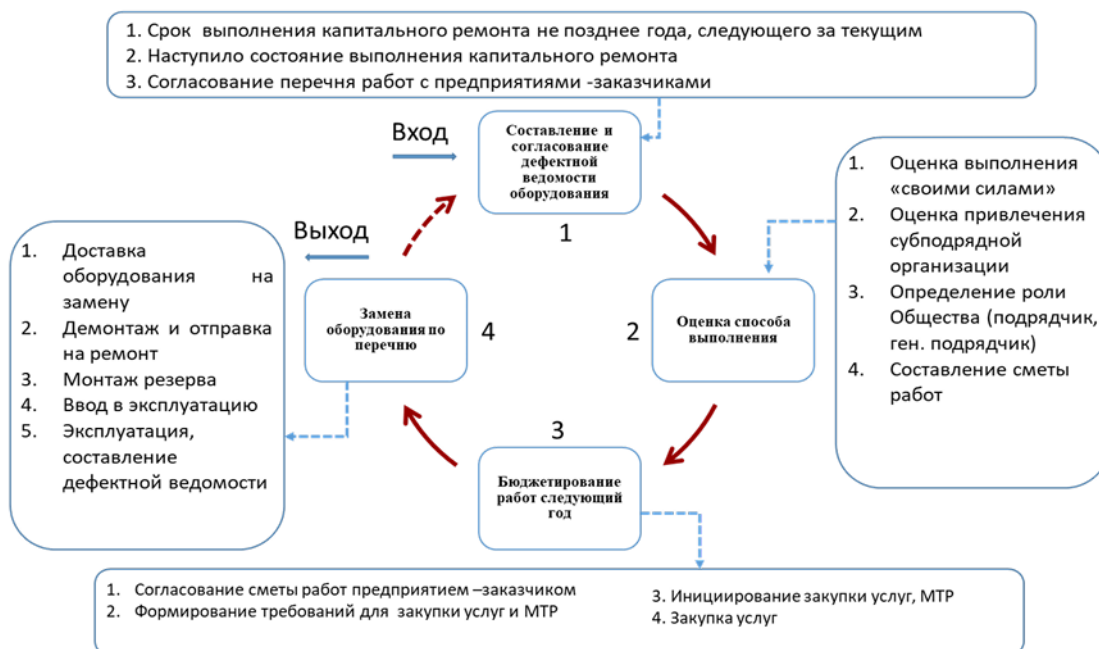 1. Срок выполнения капитального ремонта не позднее года, следующего за текущим
2. Наступило состояние выполнения капитального ремонта
3. Согласование перечня работ с предприятиями -заказчиками
Вход
Составление и
согласование
дефектной
ведомости
оборудования
1
1. Оценка выполнения
«своими силами»
2. Оценка привлечения
субподрядной
организации
3. Определение роли
Общества (подрядчик,
ген. подрядчик)
4. Составление сметы
работ
Оценка способа
выполнения
2
3
Бюджетирование
работ следующий
год
1. Согласование сметы работ предприятием –заказчиком
2. Формирование требований для закупки услуг и МТР
3. Инициирование закупки услуг, МТР
4. Закупка услуг
Выход
Замена
оборудования по
перечню
4
1. Доставка
оборудования на
замену
2. Демонтаж и отправка
на ремонт
3. Монтаж резерва
4. Ввод в эксплуатацию
5. Эксплуатация,
составление
дефектной ведомости